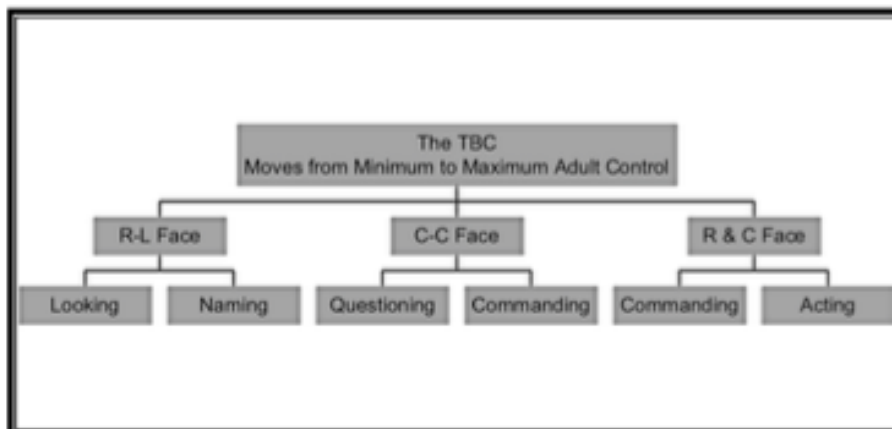 The TBC
Moves from Minimum to Maximum Adult Control
R-L Face
C-C Face
R & C Face
Looking
Naming
Questioning
Commanding
Commanding
Acting